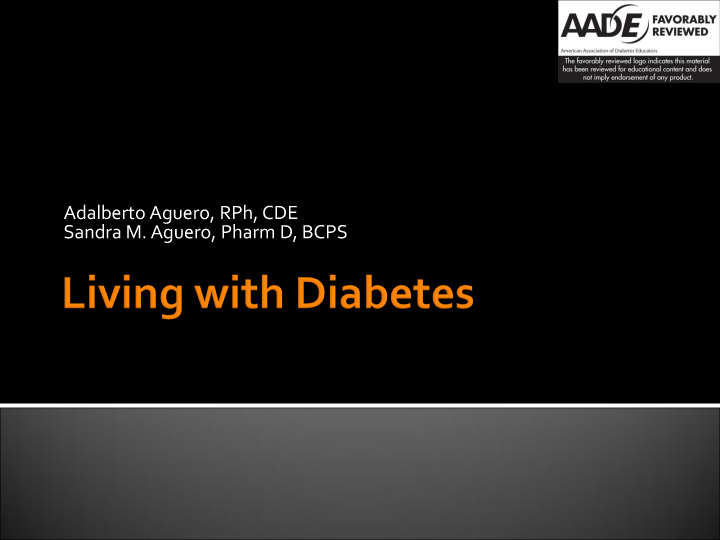 AADE FAVORABLY
REVIEWED
American Association of Diabetes Educators
The favorably reviewed logo indicates this material
has been reviewed for educational content and does
not imply endorsement of any product.
Adalberto Aguero, RPh, CDE
Sandra M. Aguero, Pharm D, BCPS
Living with Diabetes